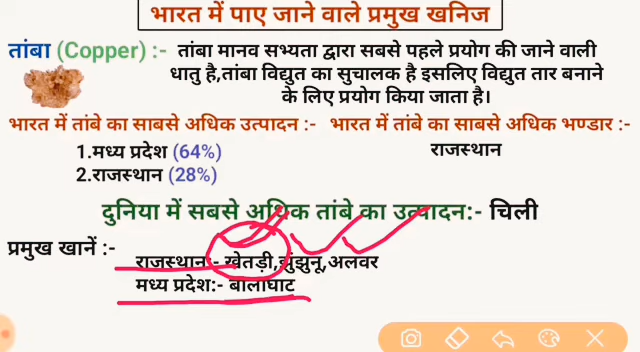 भारत में पाए जाने वाले प्रमुख खनिज
तांबा (Copper) :- तांबा मानव सभ्यता द्वारा सबसे पहले प्रयोग की जाने वाली
धातु है,तांबा विद्युत का सुचालक है इसलिए विद्युत तार बनाने
के लिए प्रयोग किया जाता है।
भारत में तांबे का साबसे अधिक उत्पादन :- भारत में तांबे का साबसे अधिक भण्डार :-
1.मध्य प्रदेश (64%) राजस्थान
2.राजस्थान (28%)
दुनिया में सबसे अधिक तांबे का उत्पादन:- चिली
प्रमुख खानें :-
राजस्थान:- खेतड़ी,झुंझुनू,अलवर
मध्य प्रदेश:- बालाघाट